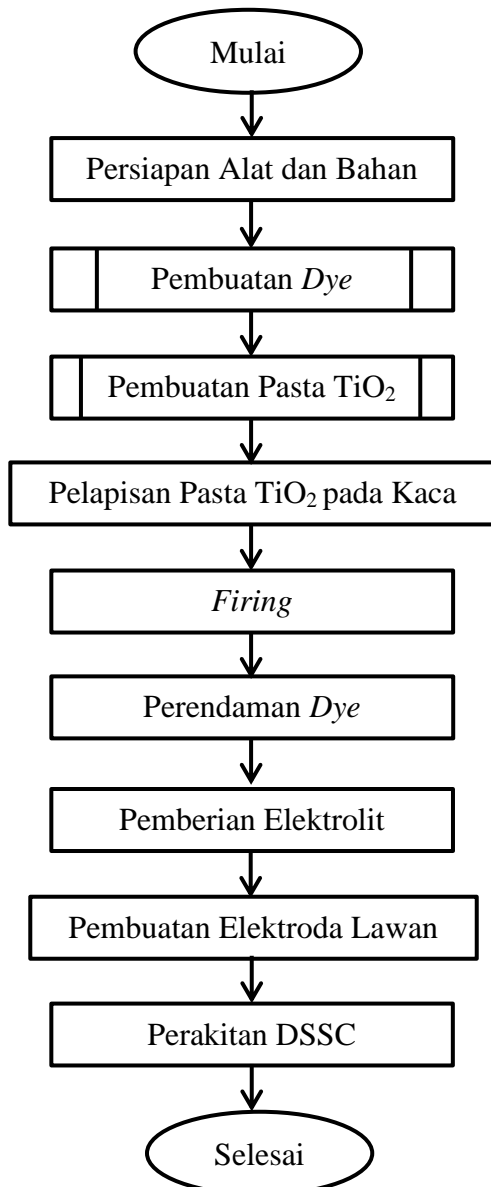 Mulai
Persiapan Alat dan Bahan
Pembuatan Dye
Pembuatan Pasta TiO₂
Pelapisan Pasta TiO₂ pada Kaca
Firing
Perendaman Dye
Pemberian Elektrolit
Pembuatan Elektroda Lawan
Perakitan DSSC
Selesai